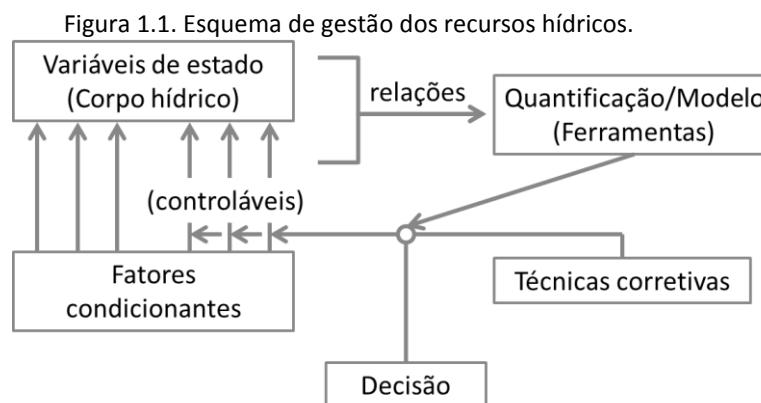 Figura 1.1. Esquema de gestão dos recursos hídricos.
Variáveis de estado
(Corpo hídrico)
relações
Quantificação/Modelo
(Ferramentas)
(controláveis)
Fatores
condicionantes
Técnicas corretivas
Decisão